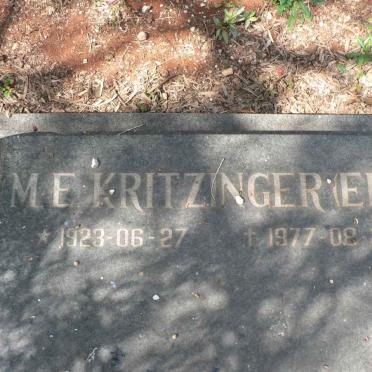 M.E. KRITZINGER (E
* 1923-06-27 † 1977-08-